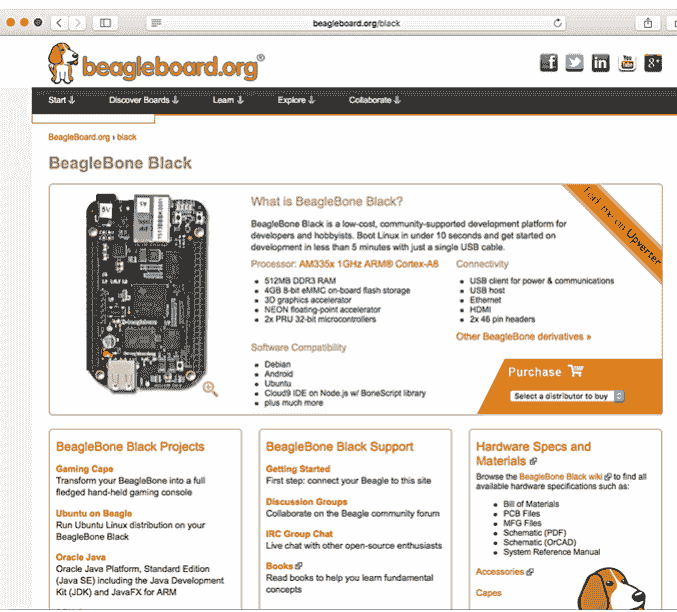 beagleboard.org/black
beagleboard.org®
You Tube
Start
Discover Boards
Learn
Explore
Collaborate
BeagleBoard.org › black
BeagleBone Black
5V
What is BeagleBone Black?
BeagleBone Black is a low-cost, community-supported development platform for
developers and hobbyists. Boot Linux in under 10 seconds and get started on
development in less than 5 minutes with just a single USB cable.
Processor: AM335x 1GHz ARM® Cortex-A8
512MB DDR3 RAM
4GB 8-bit eMMC on-board flash storage
3D graphics accelerator
NEON floating-point accelerator
2x PRU 32-bit microcontrollers
Software Compatibility
Debian
Android
Ubuntu
Cloud9 IDE on Node.js w/ BoneScript library
plus much more
Connectivity
USB client for power & communications
USB host
Ethernet
HDMI
2x 46 pin headers
Other BeagleBone derivatives »
me on Upverter
Purchase
Select a distributor to buy
BeagleBone Black Projects
Gaming Cape
Transform your BeagleBone into a full
fledged hand-held gaming console
Ubuntu on Beagle
Run Ubuntu Linux distribution on your
BeagleBone Black
Oracle Java
Oracle Java Platform, Standard Edition
(Java SE) including the Java Development
Kit (JDK) and JavaFX for ARM
BeagleBone Black Support
Getting Started
First step: connect your Beagle to this site
Discussion Groups
Collaborate on the Beagle community forum
IRC Group Chat
Live chat with other open-source enthusiasts
Books
Read books to help you learn fundamental
concepts
Hardware Specs and
Materials
Browse the BeagleBone Black wiki to find all
available hardware specifications such as:
Bill of Materials
PCB Files
MFG Files
Schematic (PDF)
Schematic (OrCAD)
System Reference Manual
Accessories
Capes